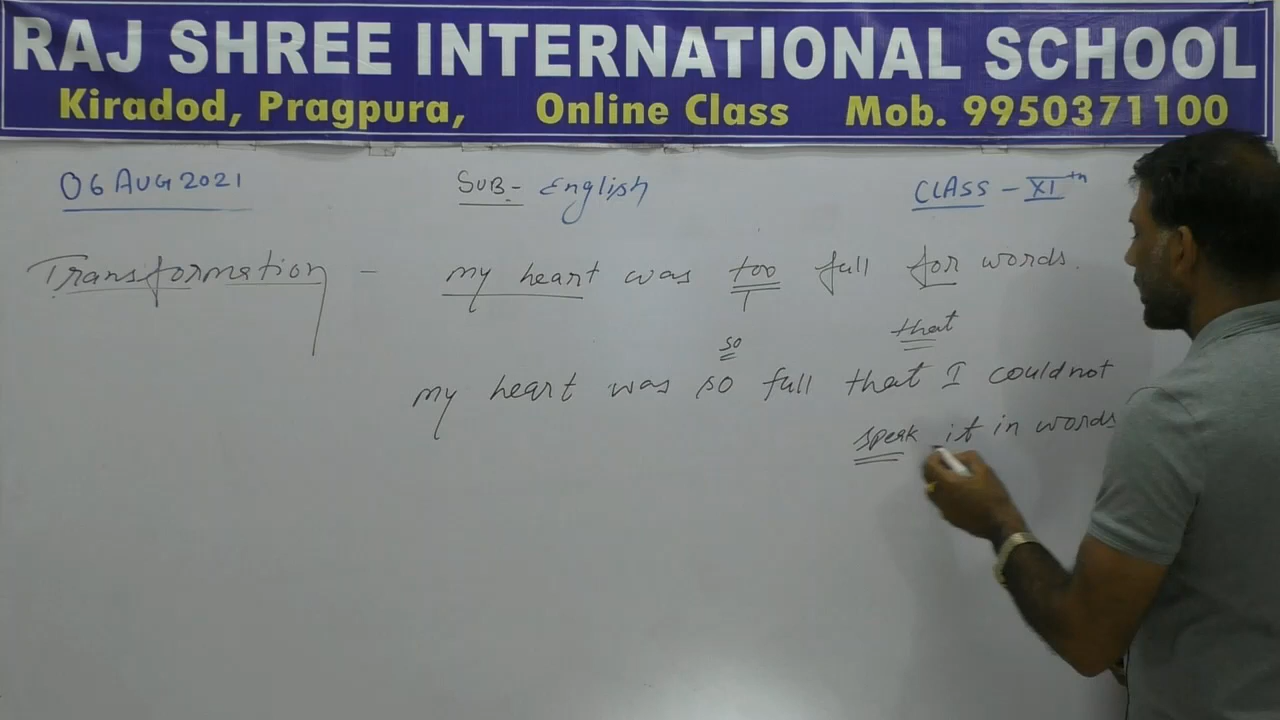 RAJ SHREE INTERNATIONAL SCHOOL
Kiradod, Pragpura, Online Class Mob. 9950371100
06 AUG 2021 SUB- English CLASS - XI th
Transformation - my heart was too full for words.
so that
my heart was so full that I could not
speak it in words